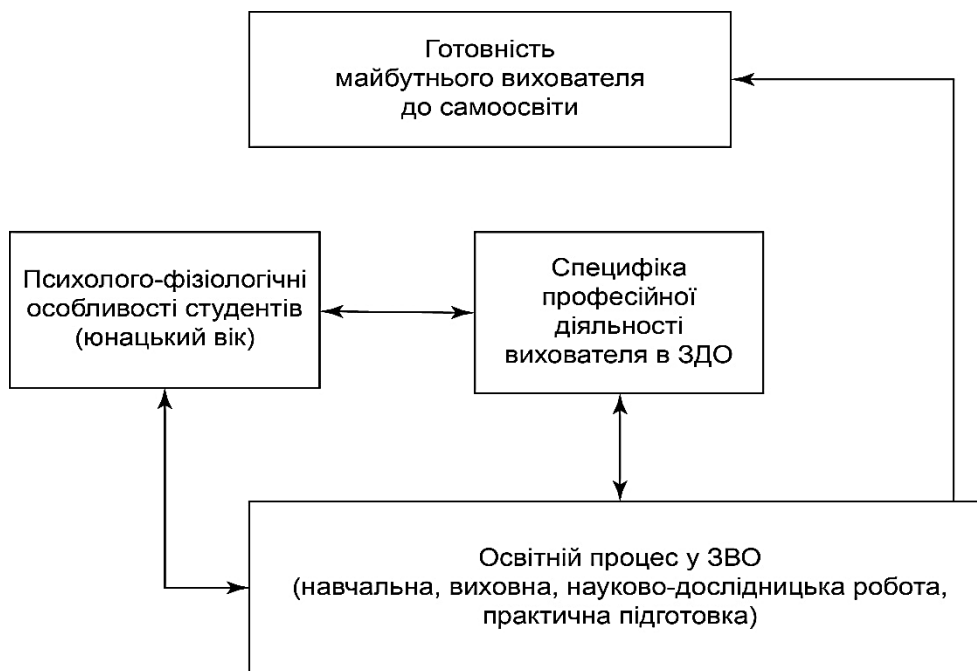 Готовність
майбутнього вихователя
до самоосвіти
Психолого-фізіологічні
особливості студентів
(юнацький вік)
Специфіка
професійної
діяльності
вихователя в ЗДО
Освітній процес у ЗВО
(навчальна, виховна, науково-дослідницька робота,
практична підготовка)